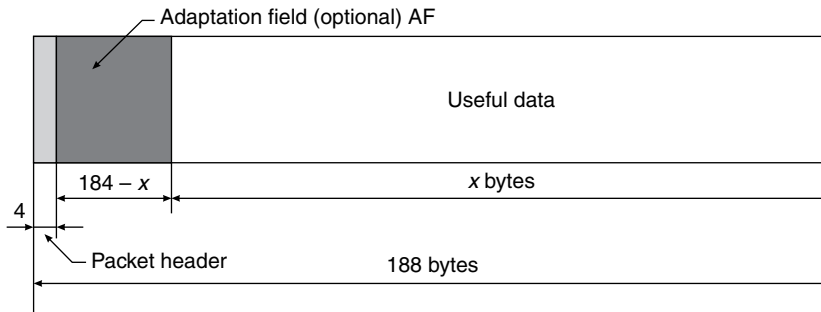 Adaptation field (optional) AF
Useful data
184 – x
x bytes
4
Packet header
188 bytes